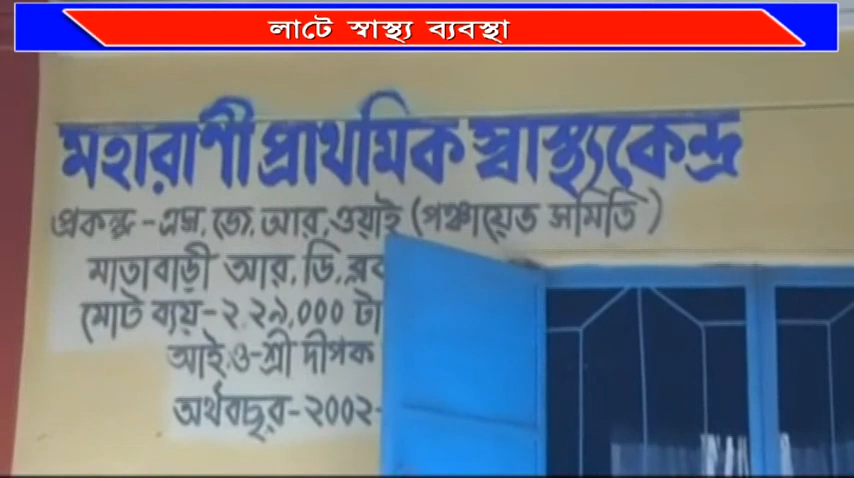 লাটে স্বাস্থ্য ব্যবস্থা
মহারাণী প্রাথমিক স্বাস্থ্যকেন্দ্র
প্রকল্প-এস.জে.আর.ওয়াই (পঞ্চায়েত সমিতি)
মাতাবাড়ী আর.ডি.ব্লক
মোট ব্যয়-২.২৯.০০০ টা
আই.ও-শ্রী দীপক
অর্থবছর-২০০২-